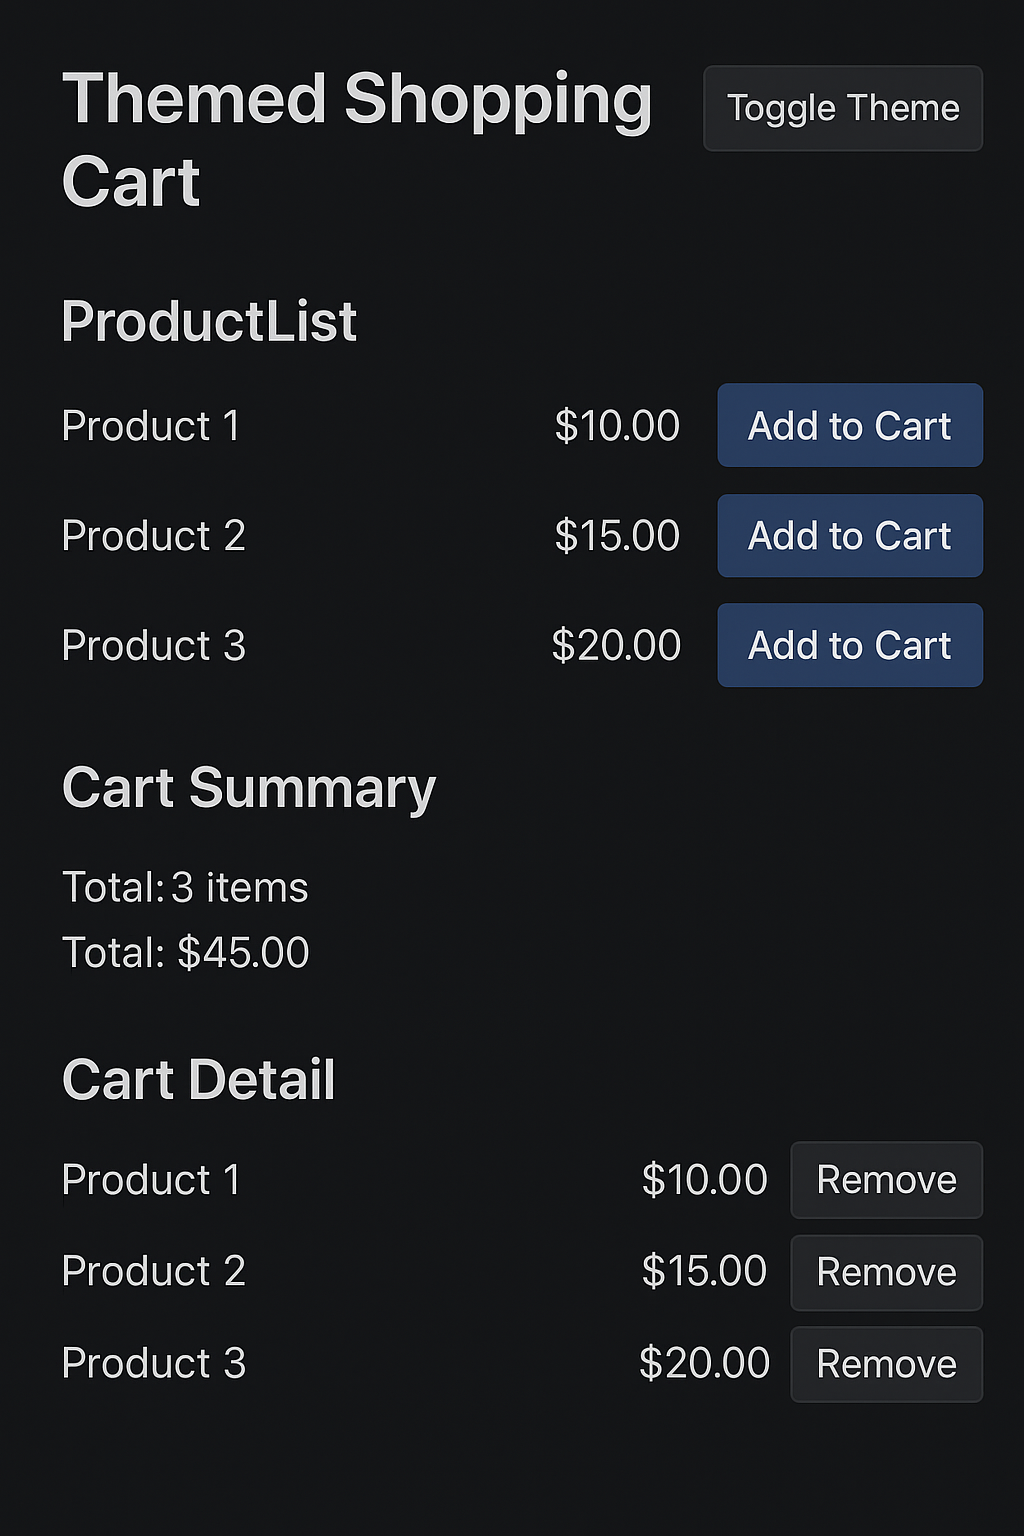 Themed Shopping
Cart
Toggle Theme
ProductList
Product 1 $10.00 Add to Cart
Product 2 $15.00 Add to Cart
Product 3 $20.00 Add to Cart
Cart Summary
Total: 3 items
Total: $45.00
Cart Detail
Product 1 $10.00 Remove
Product 2 $15.00 Remove
Product 3 $20.00 Remove